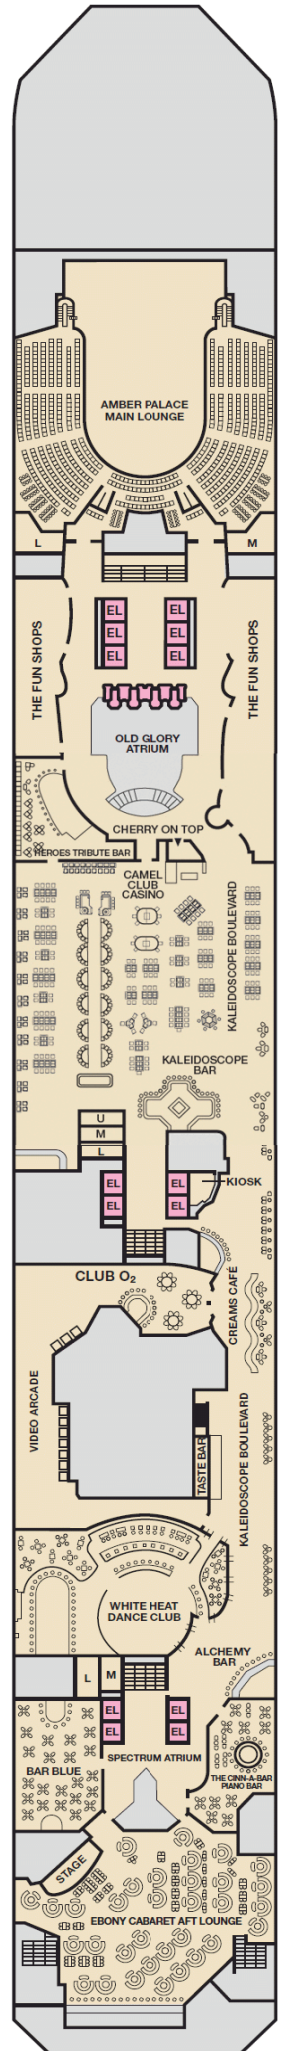 AMBER PALACE
MAIN LOUNGE
L
M
EL
EL
EL
EL
EL
EL
THE FUN SHOPS
THE FUN SHOPS
OLD GLORY
ATRIUM
CHERRY ON TOP
HEROES TRIBUTE BAR
CAMEL
CLUB
CASINO
KALEIDOSCOPE BOULEVARD
KALEIDOSCOPE
BAR
U
M
L
EL
EL
EL
EL
KIOSK
CLUB O2
CREAMS CAFÉ
VIDEO ARCADE
KALEIDOSCOPE BOULEVARD
TASTE BAR
WHITE HEAT
DANCE CLUB
ALCHEMY
BAR
L
M
EL
EL
EL
EL
SPECTRUM ATRIUM
BAR BLUE
THE CINN-A-BAR
PIANO BAR
STAGE
EBONY CABARET AFT LOUNGE